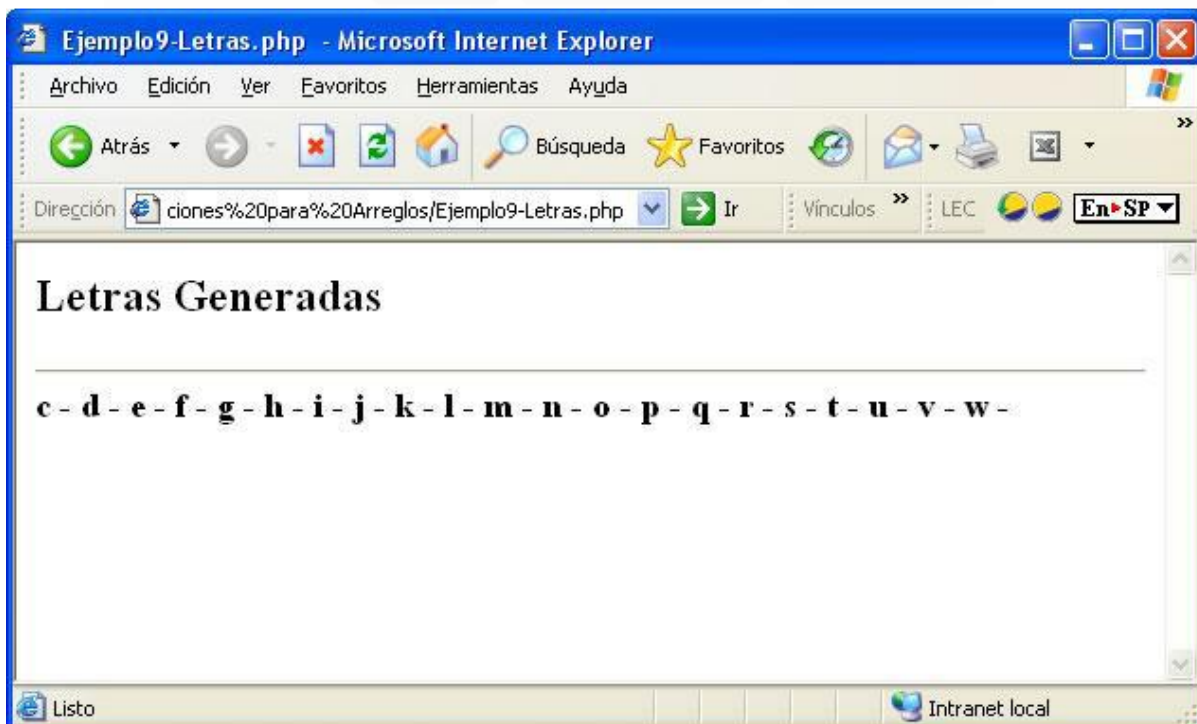 Ejemplo9-Letras.php - Microsoft Internet Explorer
Archivo Edición Ver Favoritos Herramientas Ayuda
Atrás Búsqueda Favoritos »
Dirección ciones%20para%20Arreglos/Ejemplo9-Letras.php Ir Vínculos » LEC En SP
Letras Generadas
c - d - e - f - g - h - i - j - k - l - m - n - o - p - q - r - s - t - u - v - w -
Listo Intranet local